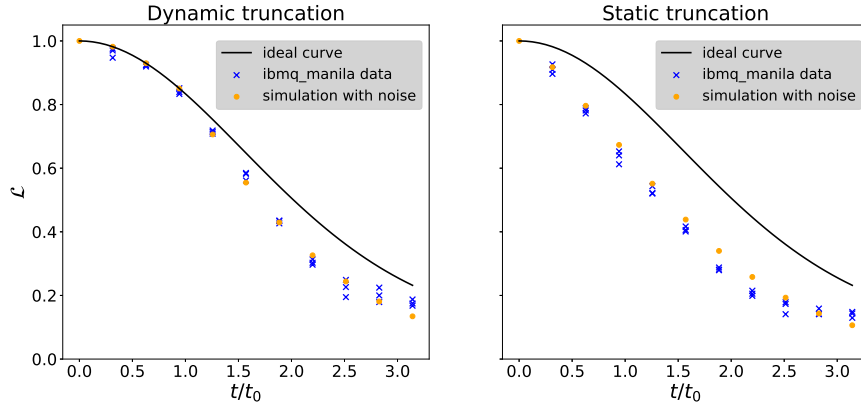 Dynamic truncation
ideal curve
ibmq_manila data
simulation with noise
1.0
0.8
0.6
0.4
0.2
0.0
ℒ
0.0 0.5 1.0 1.5 2.0 2.5 3.0
t/t₀
Static truncation
ideal curve
ibmq_manila data
simulation with noise
0.0 0.5 1.0 1.5 2.0 2.5 3.0
t/t₀